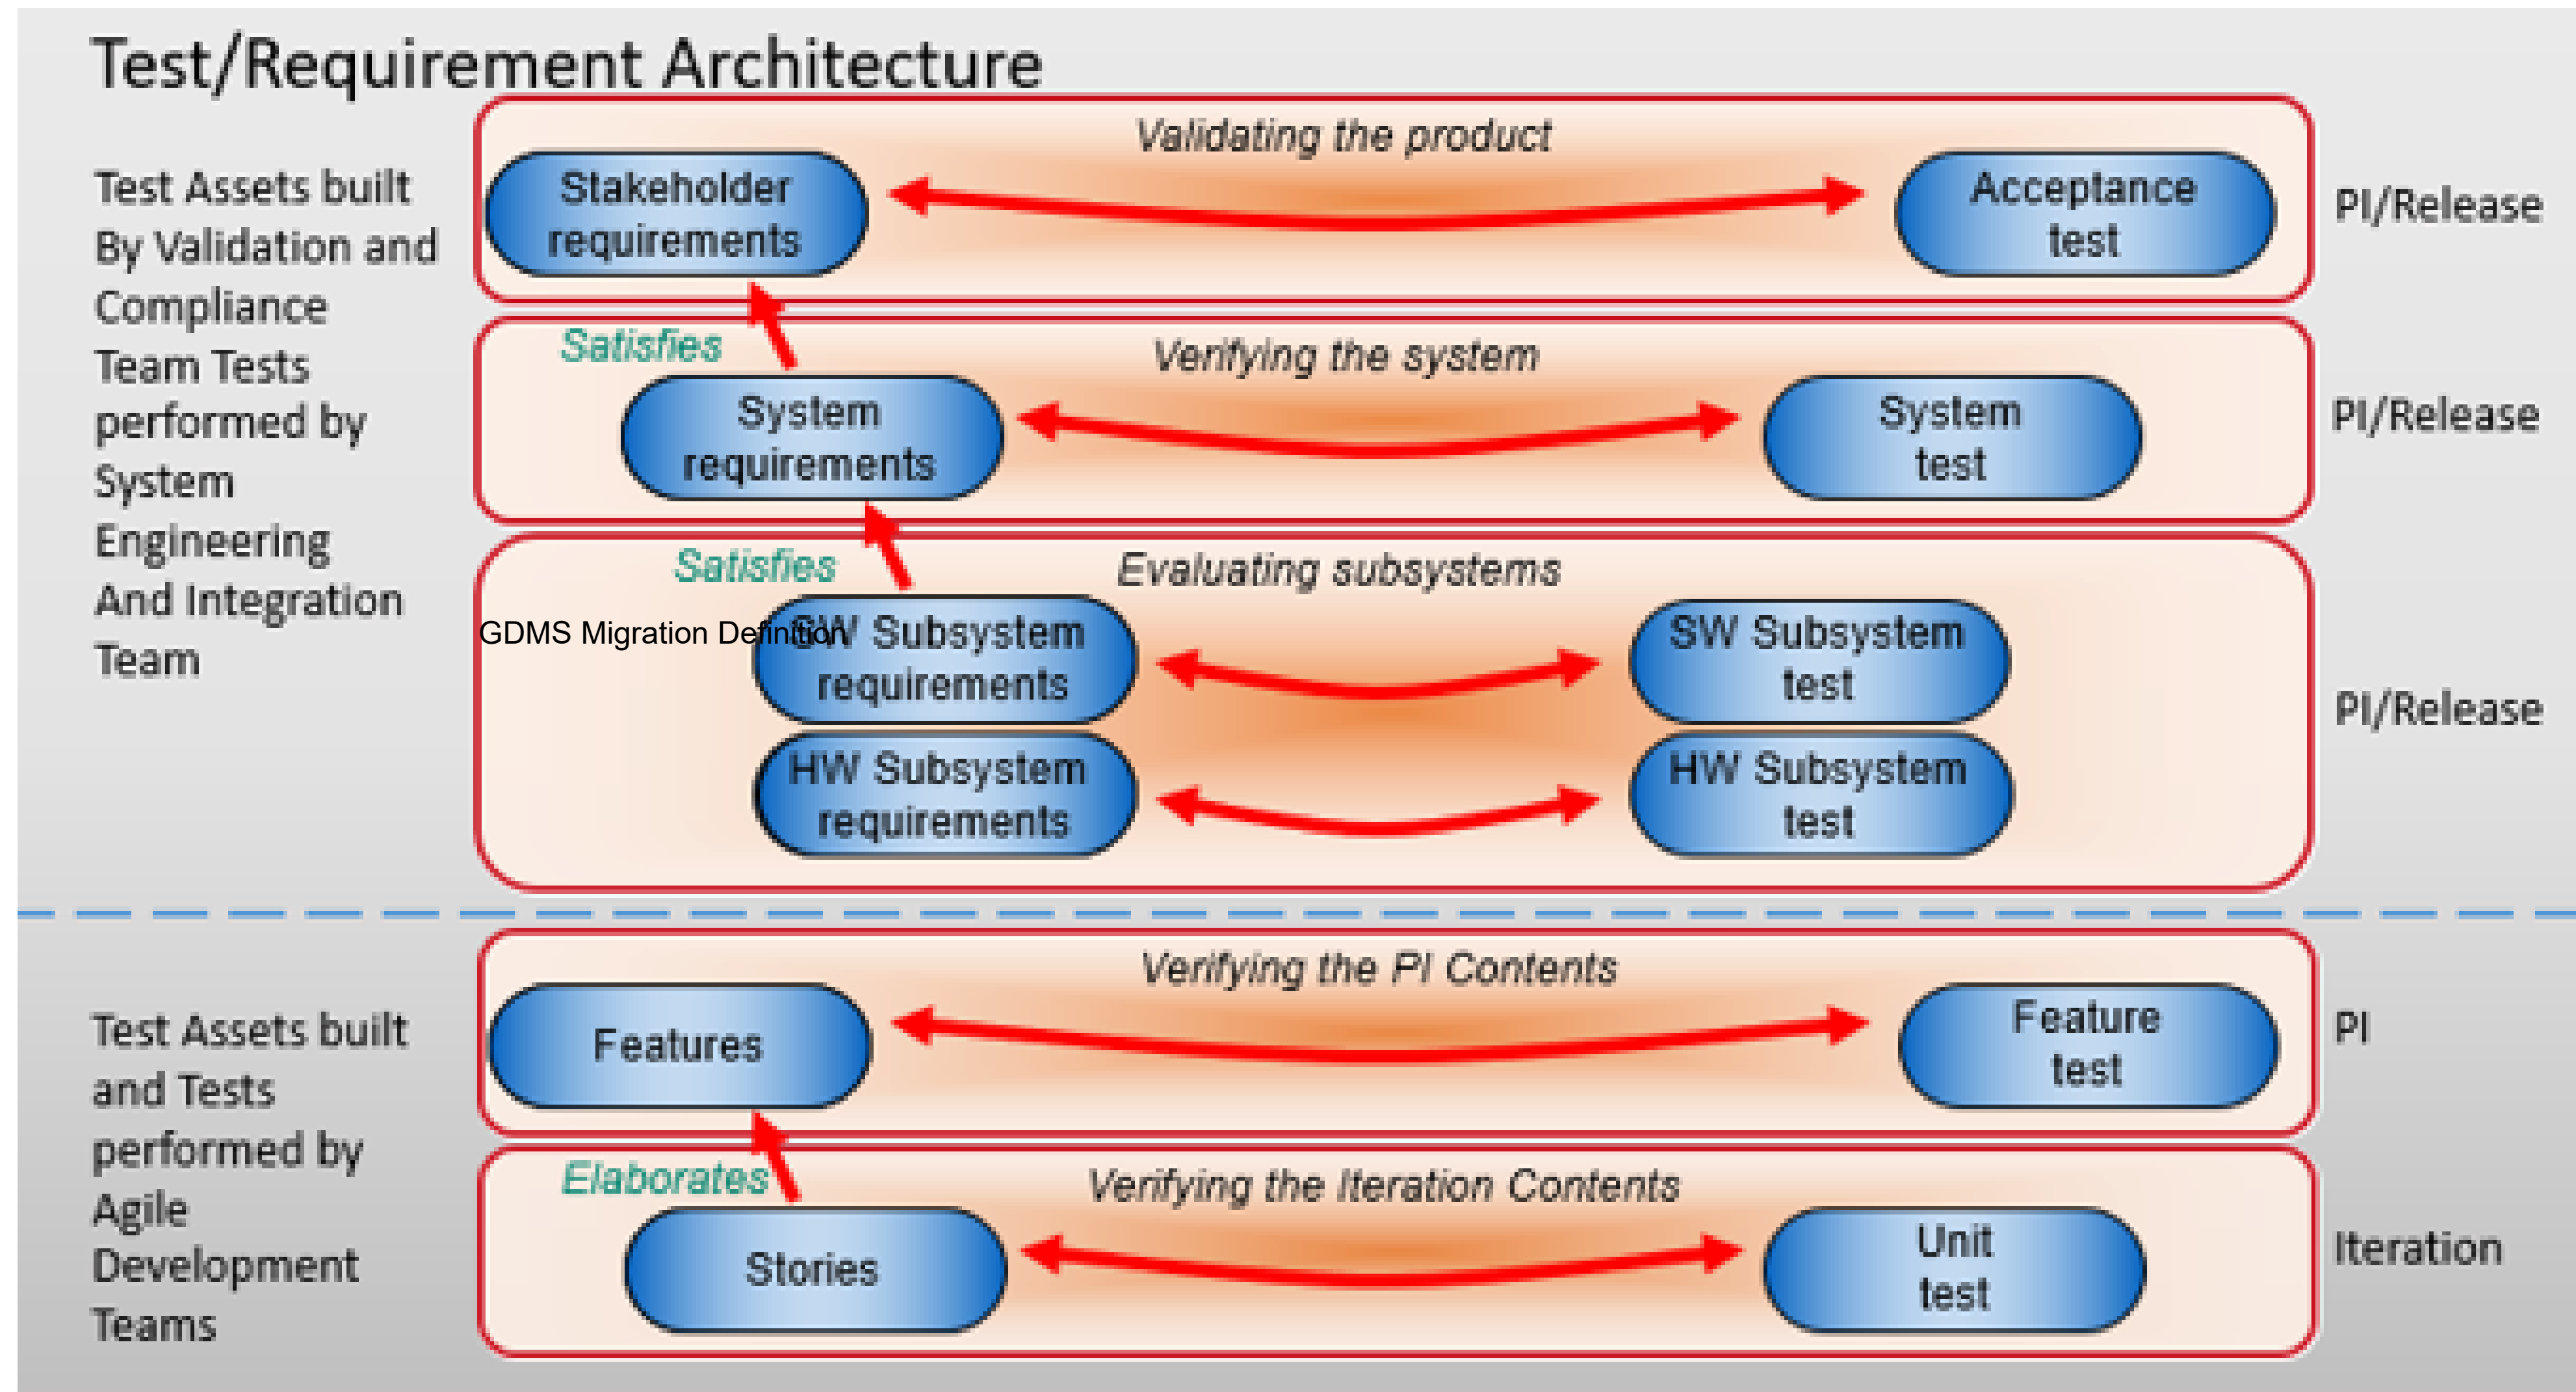 Test/Requirement Architecture
Test Assets built
By Validation and
Compliance
Team Tests
performed by
System
Engineering
And Integration
Team
Validating the product
Stakeholder
requirements
Acceptance
test
PI/Release
Satisfies
Verifying the system
System
requirements
System
test
PI/Release
Satisfies
Evaluating subsystems
GDMS Migration Definition
SW Subsystem
requirements
SW Subsystem
test
HW Subsystem
requirements
HW Subsystem
test
PI/Release
Test Assets built
and Tests
performed by
Agile
Development
Teams
Verifying the PI Contents
Features
Feature
test
PI
Elaborates
Verifying the Iteration Contents
Stories
Unit
test
Iteration